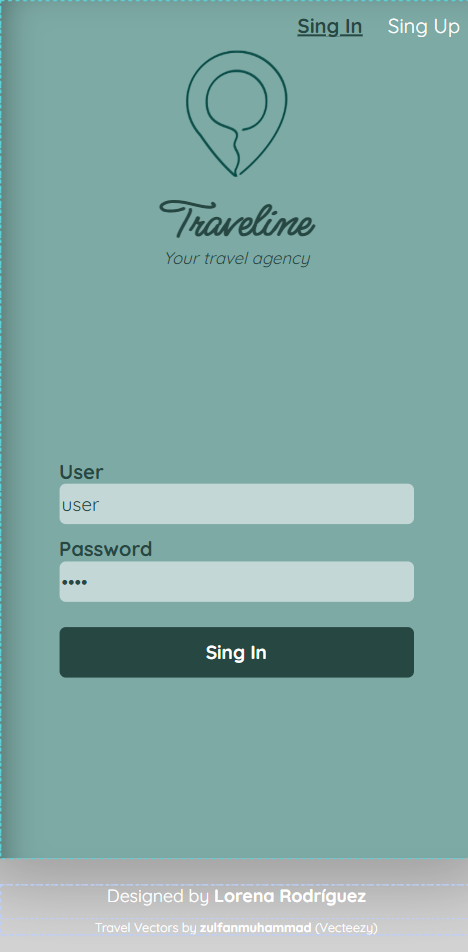 Sing In Sing Up
Traveline
Your travel agency
User
user
Password
••••
Sing In
Designed by Lorena Rodríguez
Travel Vectors by zulfanmuhammad (Vecteezy)